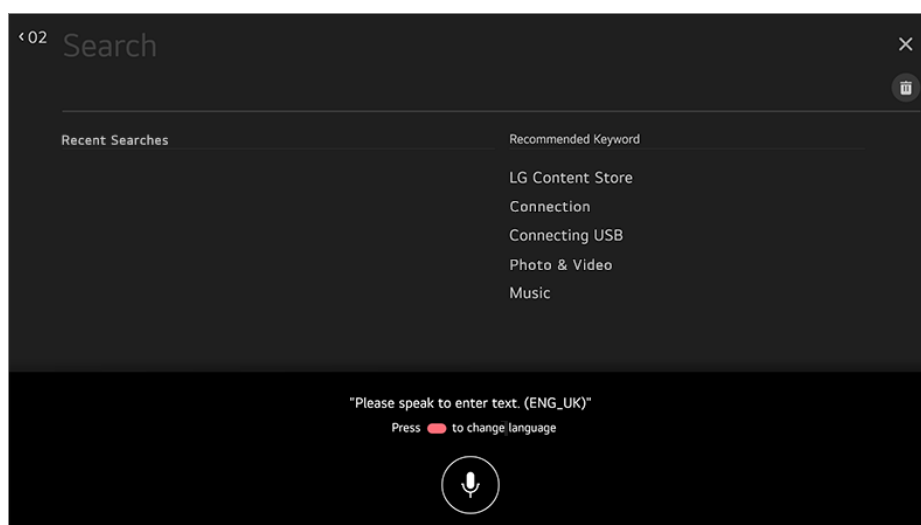 ‹ 02
Search
Recent Searches
Recommended Keyword
LG Content Store
Connection
Connecting USB
Photo & Video
Music
"Please speak to enter text. (ENG_UK)"
Press to change language